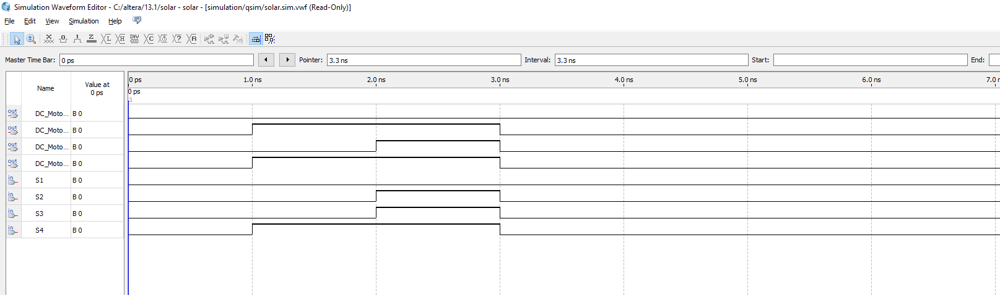 Simulation Waveform Editor - C:/altera/13.1/solar - solar - [simulation/qsim/solar.sim.vwf (Read-Only)]
File Edit View Simulation Help
Master Time Bar: 0 ps Pointer: 3.3 ns Interval: 3.3 ns Start: End:
Name Value at 0 ps
0 ps 1.0 ns 2.0 ns 3.0 ns 4.0 ns 5.0 ns 6.0 ns 7.0 n
0 ps
out DC_Moto... B 0
out DC_Moto... B 0
out DC_Moto... B 0
out DC_Moto... B 0
in S1 B 0
in S2 B 0
in S3 B 0
in S4 B 0